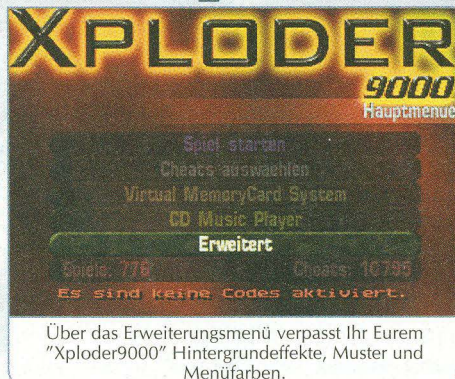 XPLODER
9000
Hauptmenue
Spiel starten
Cheats auswaehlen
Virtual MemoryCard System
CD Music Player
Erweitert
Spiele: 776 Cheats: 16795
Es sind keine Codes aktiviert.
Über das Erweiterungsmenü verpasst Ihr Eurem
"Xploder9000" Hintergrundeffekte, Muster und
Menüfarben.